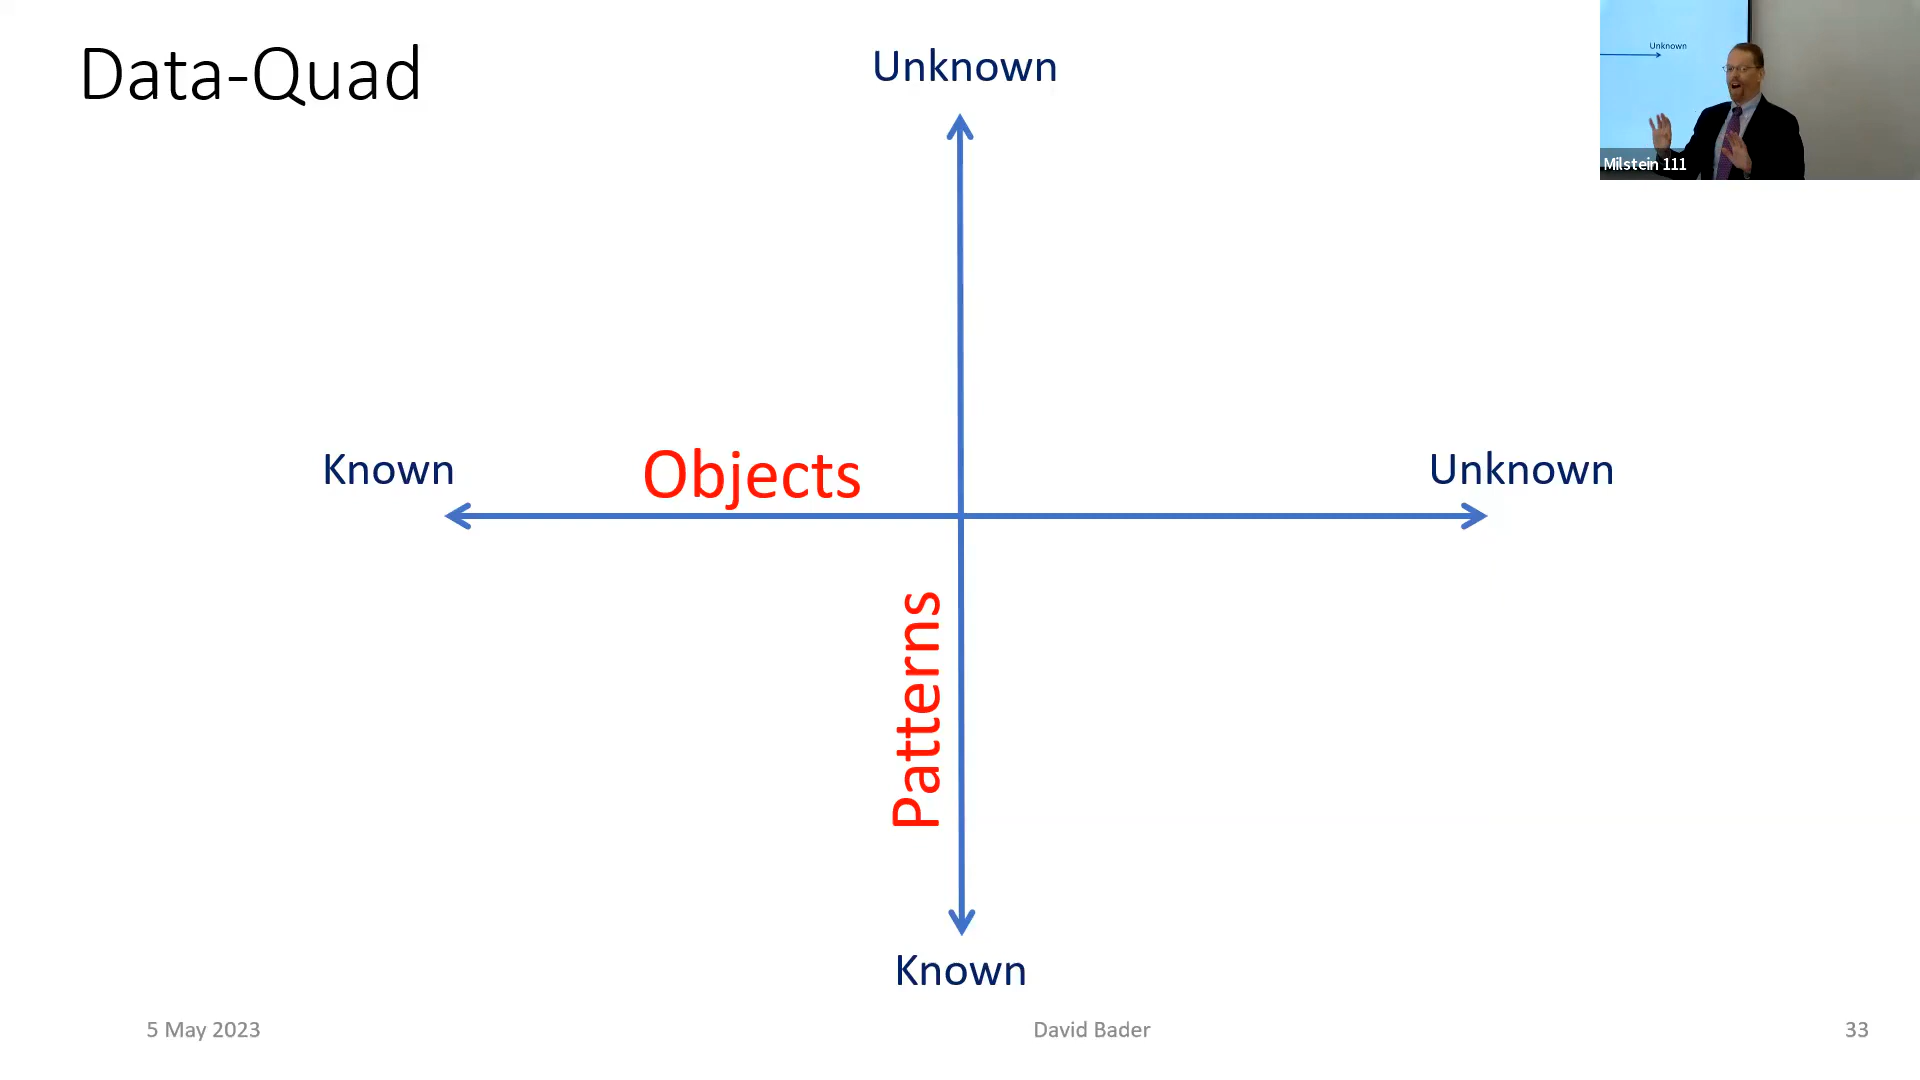 Data-Quad
Unknown
Unknown
Milstein 111
Known
Objects
Unknown
Patterns
Known
5 May 2023
David Bader
33